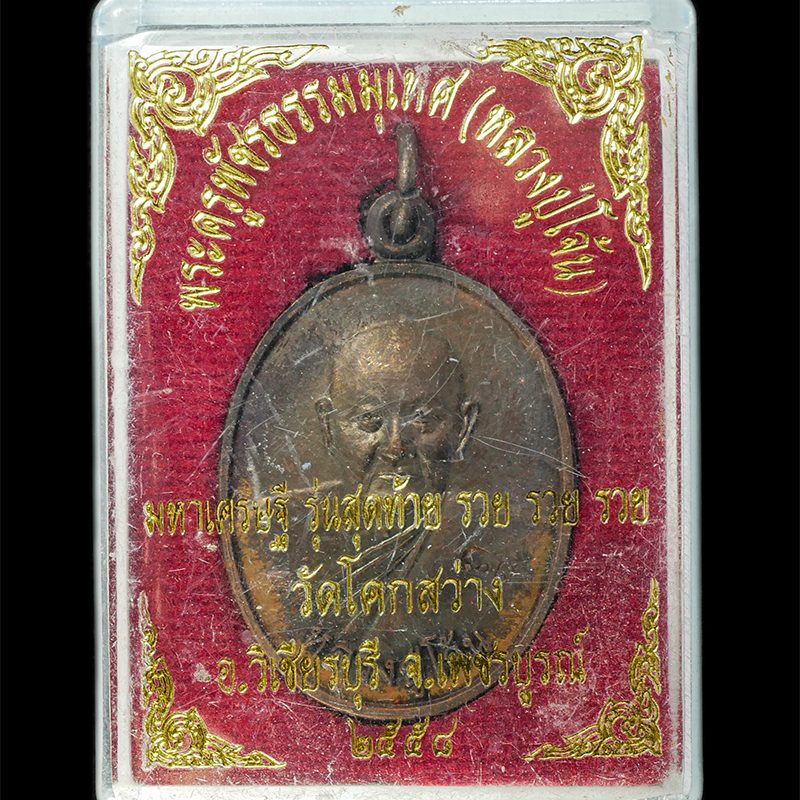 พระครูพัชรธรรมมุเทศ (หลวงปู่โง้น)
มหาเศรษฐี รุ่นสุดท้าย รวย รวย รวย
วัดโคกสว่าง
อ.วิเชียรบุรี จ.เพชรบูรณ์
๒๕๕๘